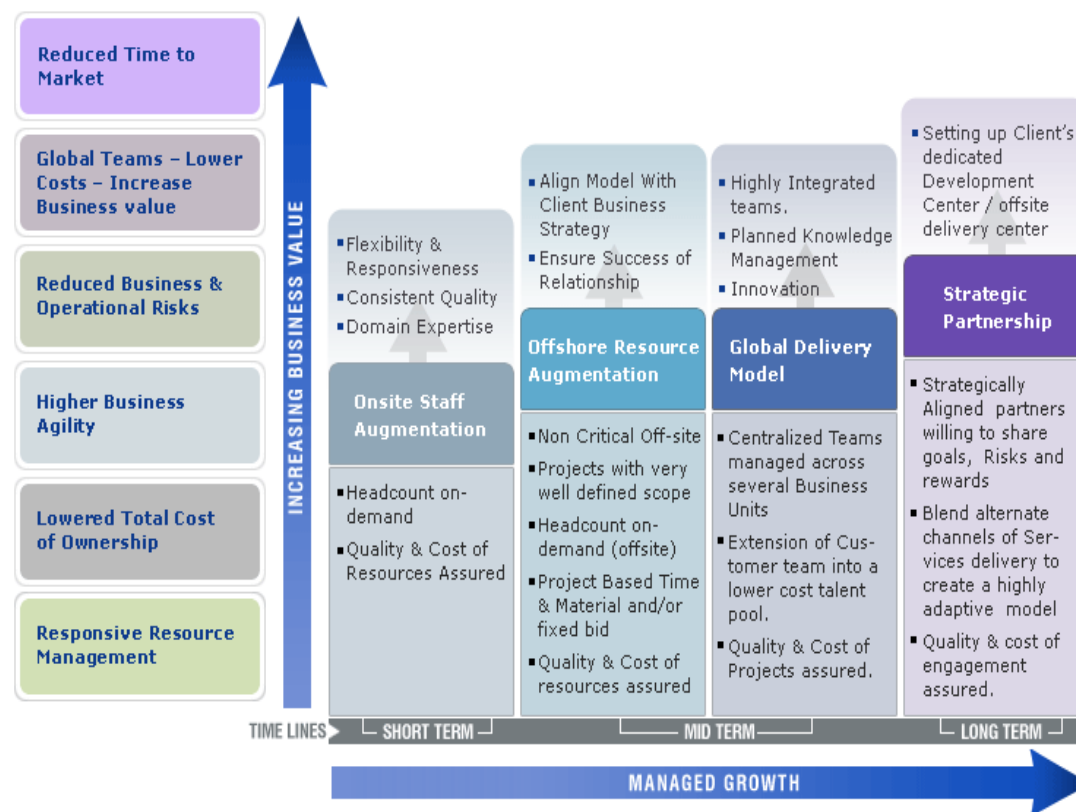 Reduced Time to
Market
Global Teams – Lower
Costs – Increase
Business value
Reduced Business &
Operational Risks
Higher Business
Agility
Lowered Total Cost
of Ownership
Responsive Resource
Management
INCREASING BUSINESS VALUE
Flexibility &
Responsiveness
Consistent Quality
Domain Expertise
Onsite Staff
Augmentation
Headcount on-
demand
Quality & Cost of
Resources Assured
Align Model With
Client Business
Strategy
Ensure Success of
Relationship
Offshore Resource
Augmentation
Non Critical Off-site
Projects with very
well defined scope
Headcount on-
demand (offsite)
Project Based Time
& Material and/or
fixed bid
Quality & Cost of
resources assured
Highly Integrated
teams.
Planned Knowledge
Management
Innovation
Global Delivery
Model
Centralized Teams
managed across
several Business
Units
Extension of Cus-
tomer team into a
lower cost talent
pool.
Quality & Cost of
Projects assured.
Setting up Client's
dedicated
Development
Center / offsite
delivery center
Strategic
Partnership
Strategically
Aligned partners
willing to share
goals, Risks and
rewards
Blend alternate
channels of Ser-
vices delivery to
create a highly
adaptive model
Quality & cost of
engagement
assured.
TIME LINES
SHORT TERM
MID TERM
LONG TERM
MANAGED GROWTH